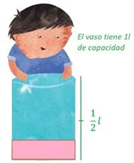 El vaso tiene 1l
de capacidad
1/2 l